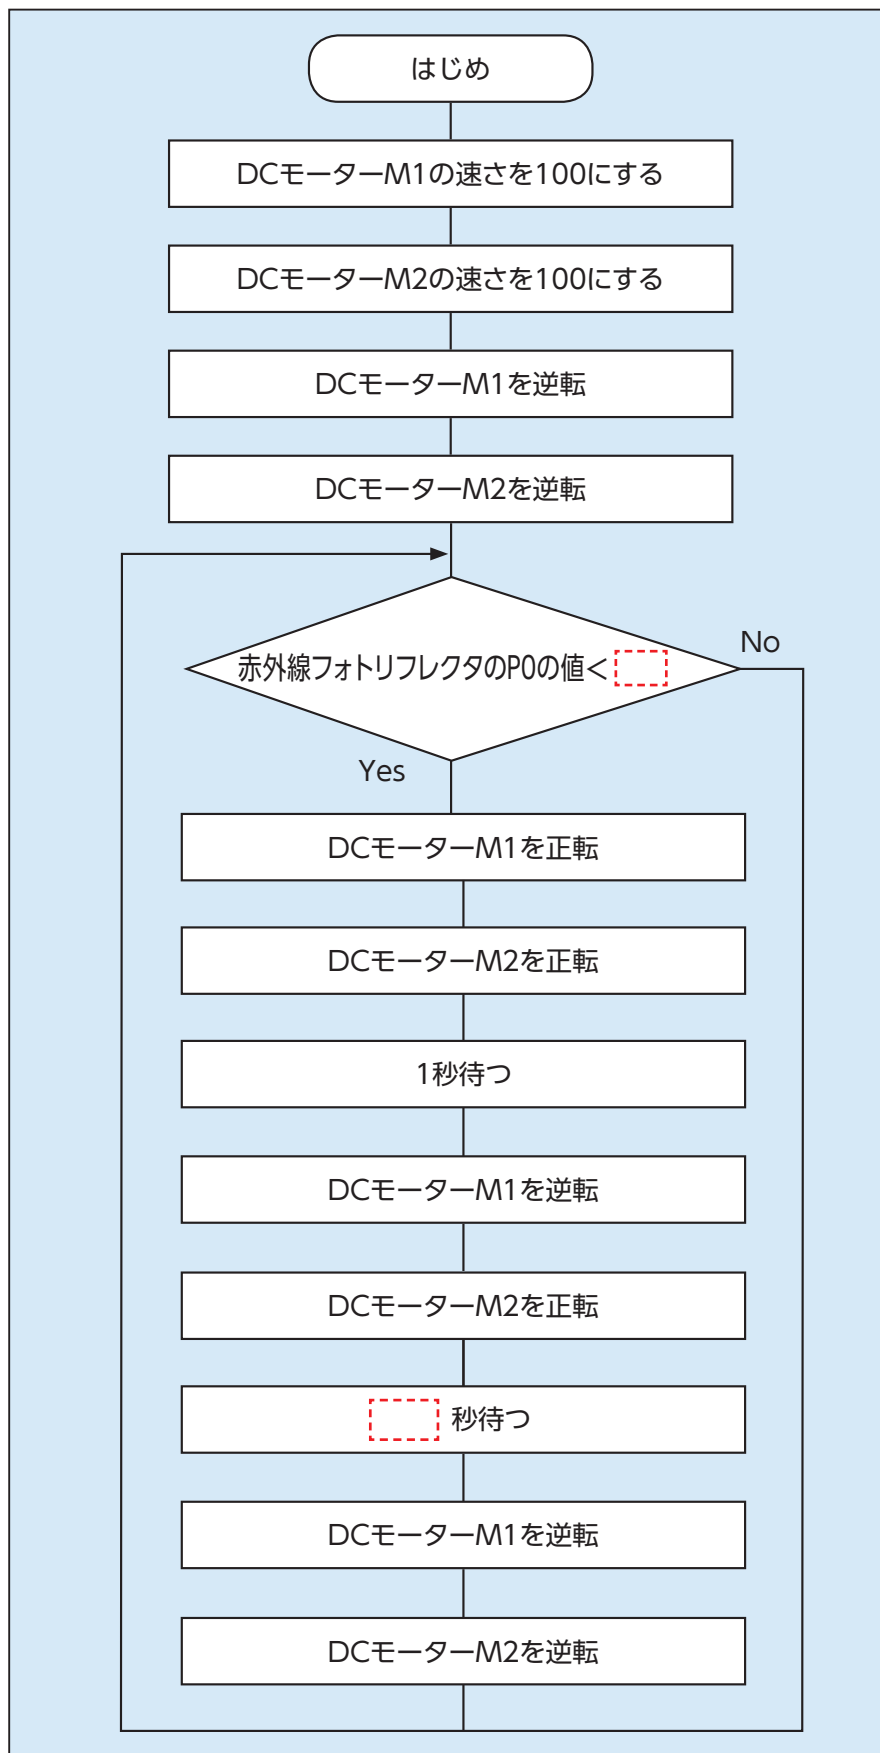 はじめ
DCモーターM1の速さを100にする
DCモーターM2の速さを100にする
DCモーターM1を逆転
DCモーターM2を逆転
赤外線フォトリフレクタのP0の値<
No
Yes
DCモーターM1を正転
DCモーターM2を正転
1秒待つ
DCモーターM1を逆転
DCモーターM2を正転
秒待つ
DCモーターM1を逆転
DCモーターM2を逆転